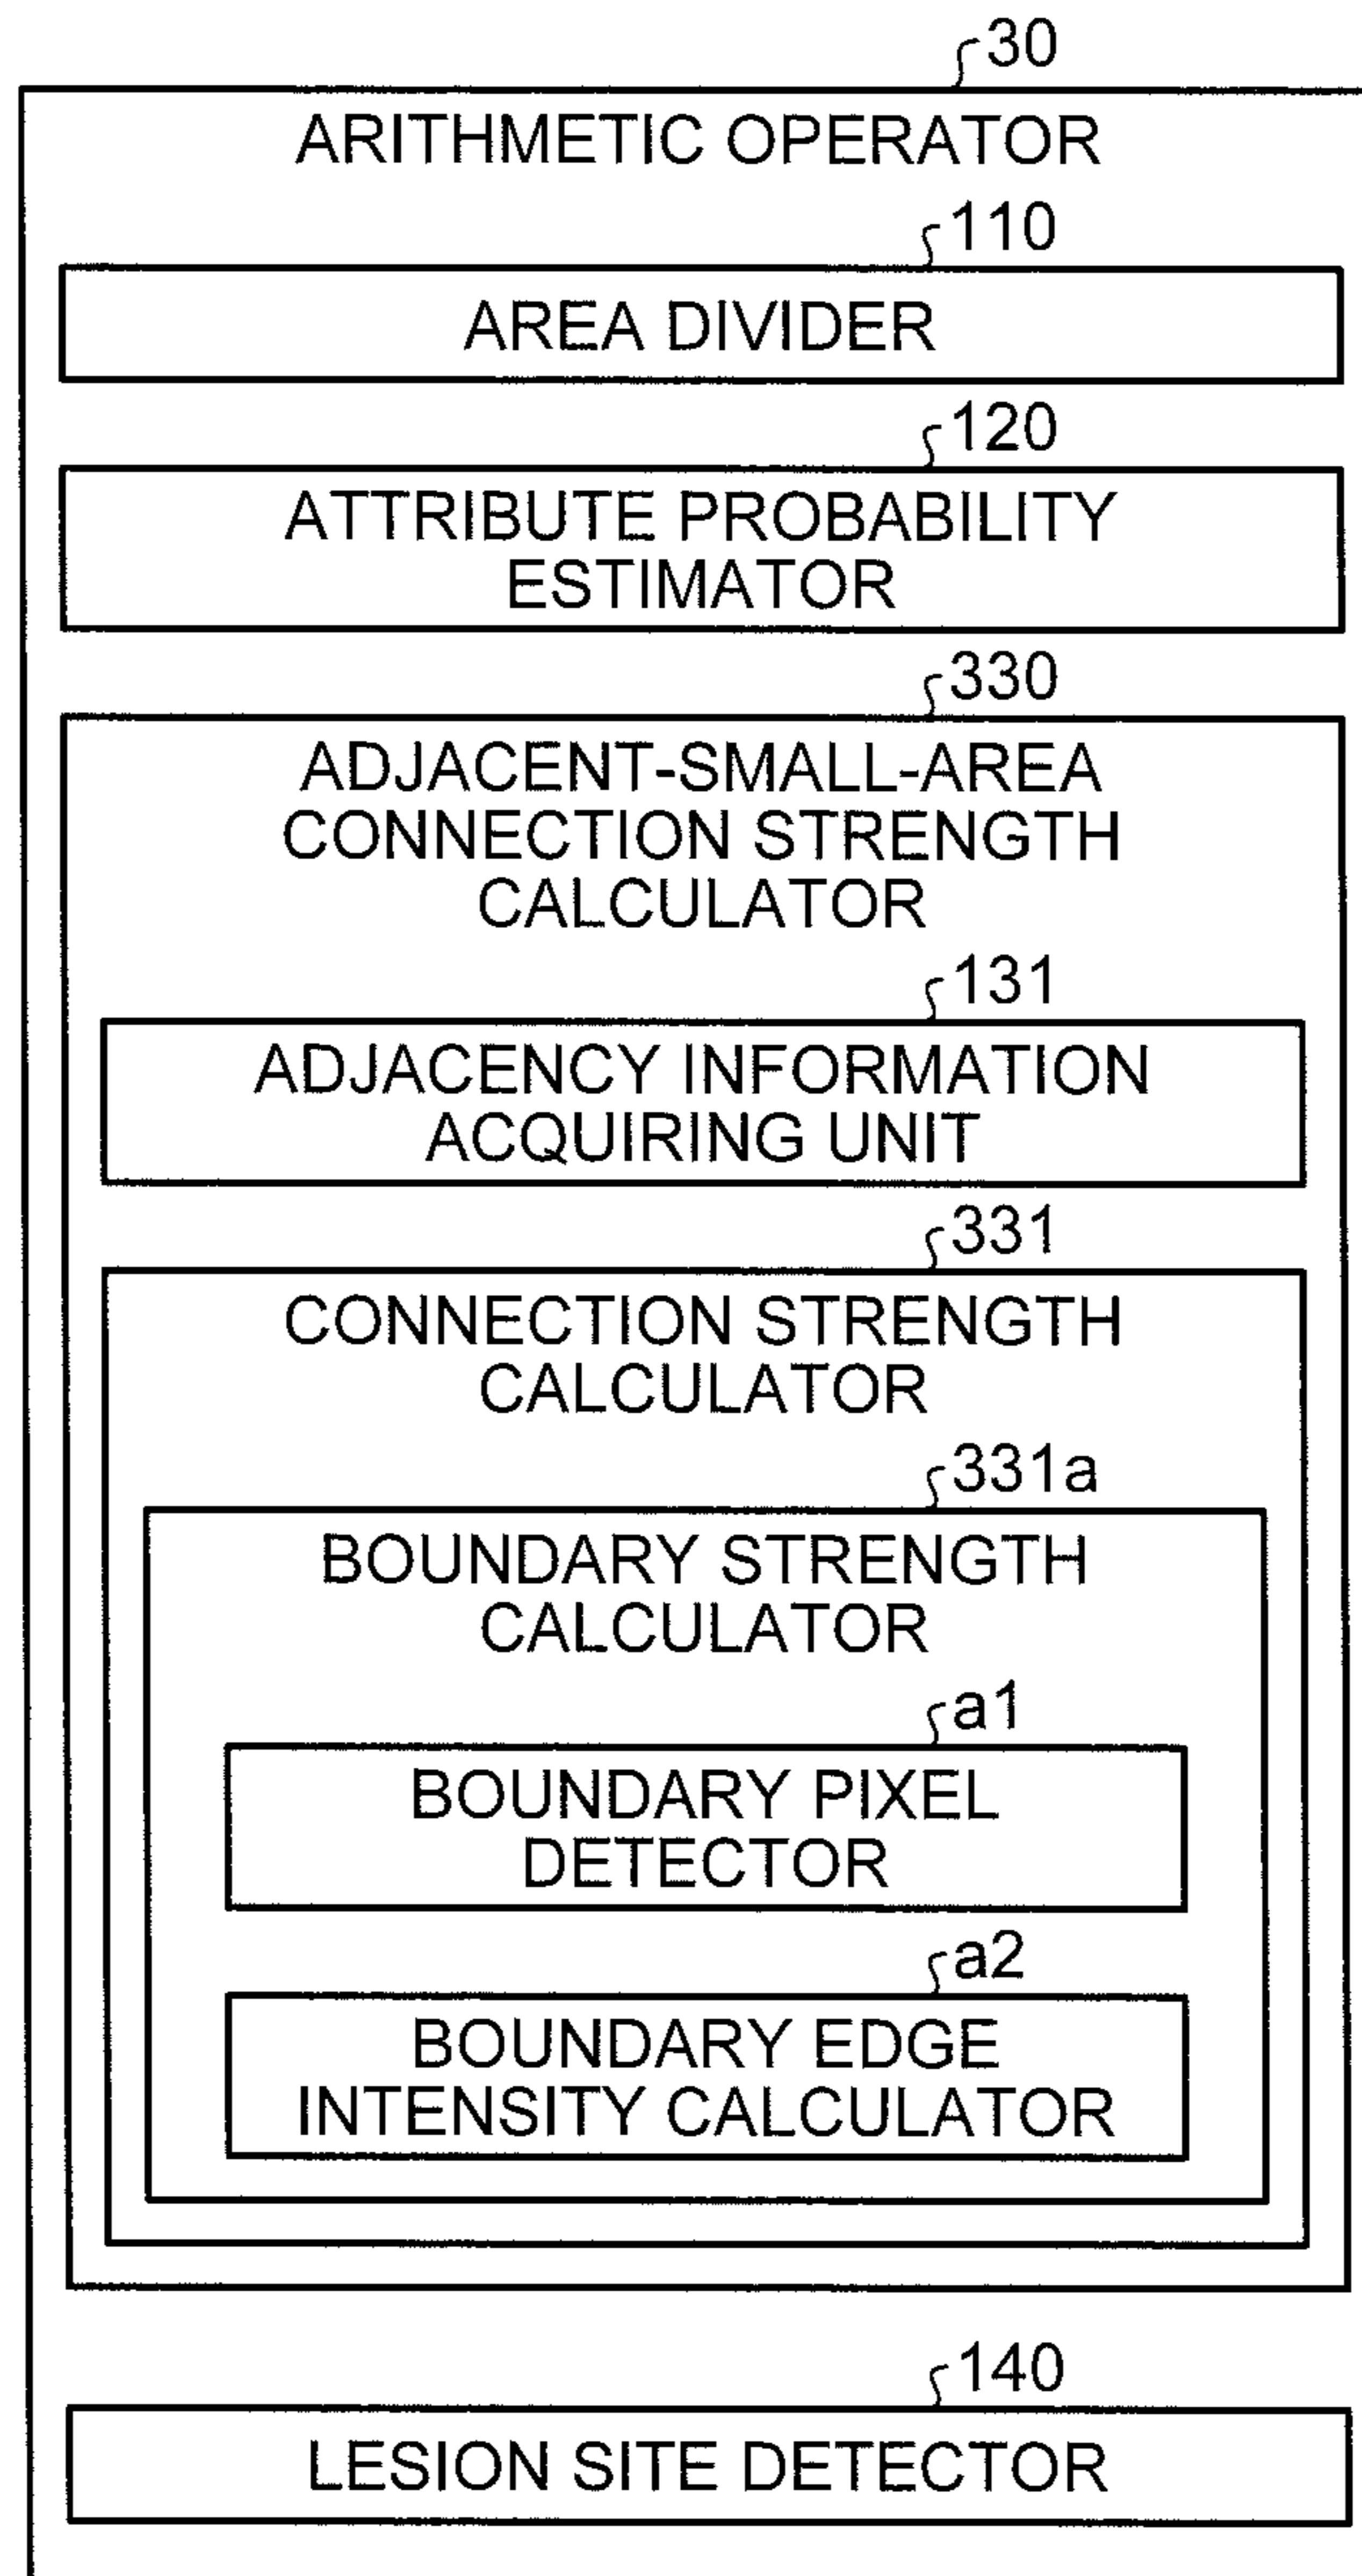 30
ARITHMETIC OPERATOR
110
AREA DIVIDER
120
ATTRIBUTE PROBABILITY
ESTIMATOR
330
ADJACENT-SMALL-AREA
CONNECTION STRENGTH
CALCULATOR
131
ADJACENCY INFORMATION
ACQUIRING UNIT
331
CONNECTION STRENGTH
CALCULATOR
331a
BOUNDARY STRENGTH
CALCULATOR
a1
BOUNDARY PIXEL
DETECTOR
a2
BOUNDARY EDGE
INTENSITY CALCULATOR
140
LESION SITE DETECTOR